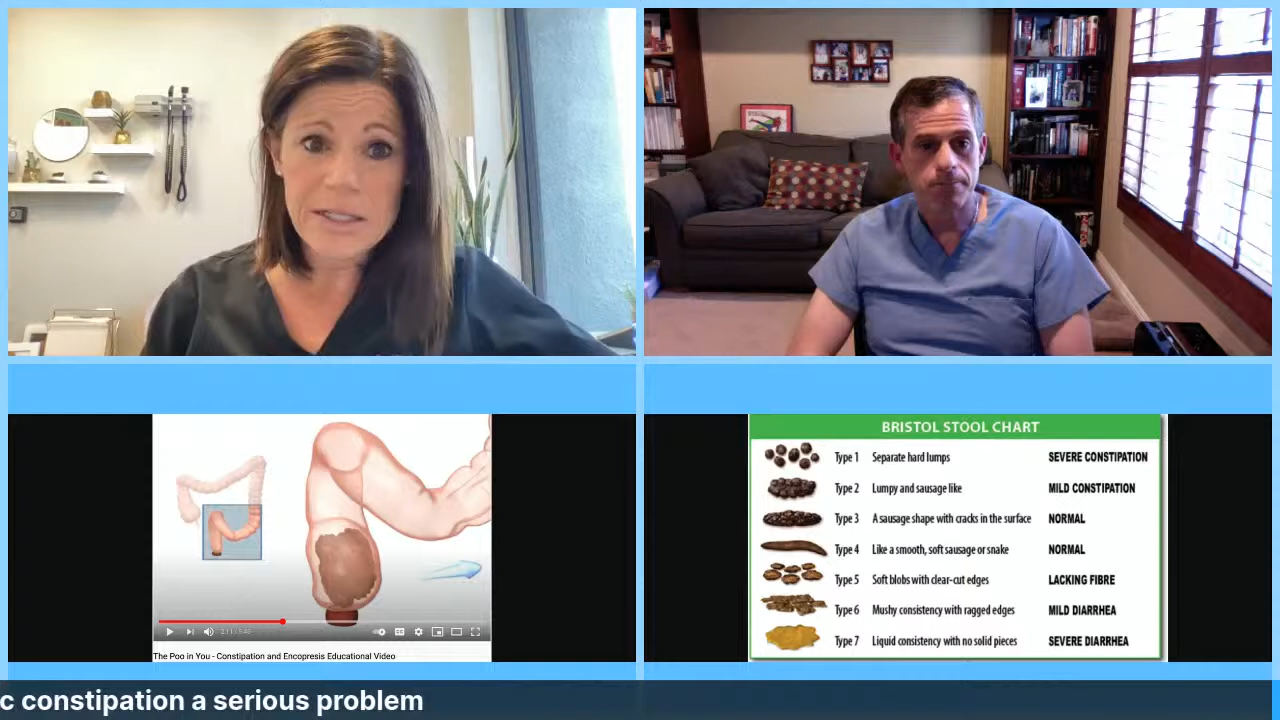 BRISTOL STOOL CHART
Type 1 Separate hard lumps SEVERE CONSTIPATION
Type 2 Lumpy and sausage like MILD CONSTIPATION
Type 3 A sausage shape with cracks in the surface NORMAL
Type 4 Like a smooth, soft sausage or snake NORMAL
Type 5 Soft blobs with clear-cut edges LACKING FIBRE
Type 6 Mushy consistency with ragged edges MILD DIARRHEA
Type 7 Liquid consistency with no solid pieces SEVERE DIARRHEA
The Poo in You - Constipation and Encopresis Educational Video
c constipation a serious problem